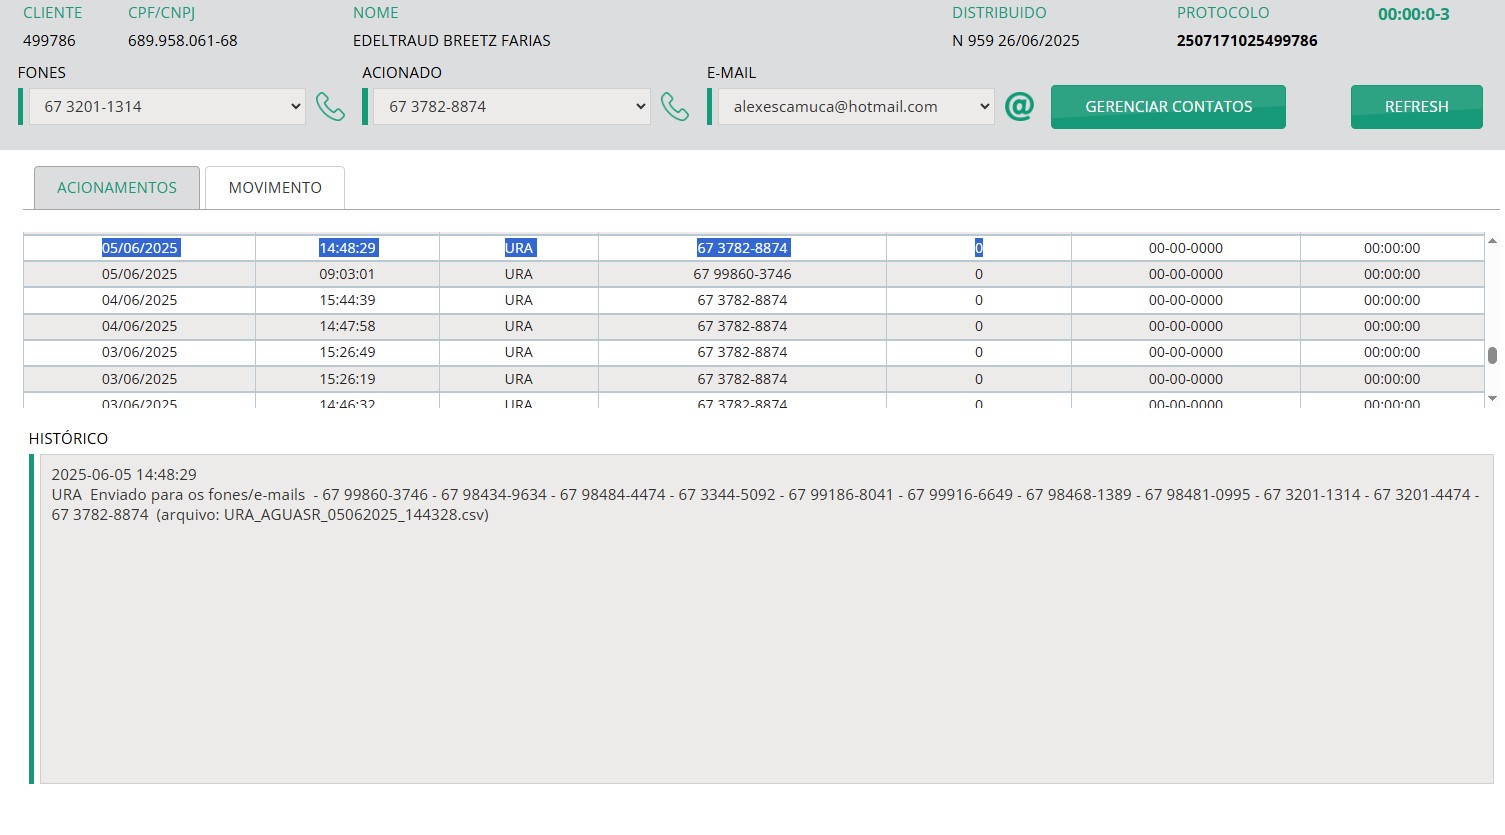 CLIENTE CPF/CNPJ NOME DISTRIBUIDO PROTOCOLO 00:00:0-3
499786 689.958.061-68 EDELTRAUD BREETZ FARIAS N 959 26/06/2025 2507171025499786
FONES ACIONADO E-MAIL
67 3201-1314 67 3782-8874 alexescamuca@hotmail.com @ GERENCIAR CONTATOS REFRESH
ACIONAMENTOS MOVIMENTO
05/06/2025 14:48:29 URA 67 3782-8874 0 00-00-0000 00:00:00
05/06/2025 09:03:01 URA 67 99860-3746 0 00-00-0000 00:00:00
04/06/2025 15:44:39 URA 67 3782-8874 0 00-00-0000 00:00:00
04/06/2025 14:47:58 URA 67 3782-8874 0 00-00-0000 00:00:00
03/06/2025 15:26:49 URA 67 3782-8874 0 00-00-0000 00:00:00
03/06/2025 15:26:19 URA 67 3782-8874 0 00-00-0000 00:00:00
03/06/2025 14:46:32 URA 67 3782-8874 0 00-00-0000 00:00:00
HISTÓRICO
2025-06-05 14:48:29
URA Enviado para os fones/e-mails - 67 99860-3746 - 67 98434-9634 - 67 98484-4474 - 67 3344-5092 - 67 99186-8041 - 67 99916-6649 - 67 98468-1389 - 67 98481-0995 - 67 3201-1314 - 67 3201-4474 -
67 3782-8874 (arquivo: URA_AGUASR_05062025_144328.csv)